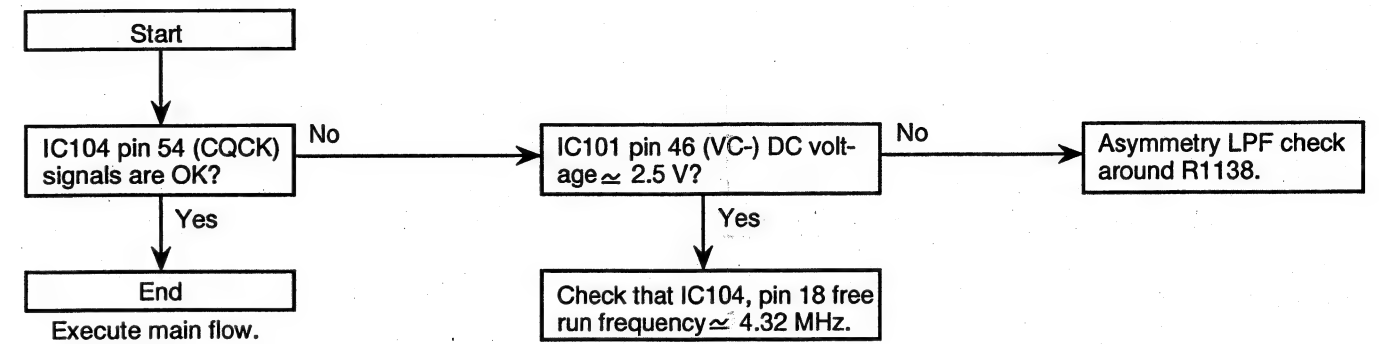 Start
IC104 pin 54 (CQCK)
signals are OK?
No
IC101 pin 46 (VC-) DC volt-
age ≃ 2.5 V?
No
Asymmetry LPF check
around R1138.
Yes
Yes
End
Execute main flow.
Check that IC104, pin 18 free
run frequency ≃ 4.32 MHz.